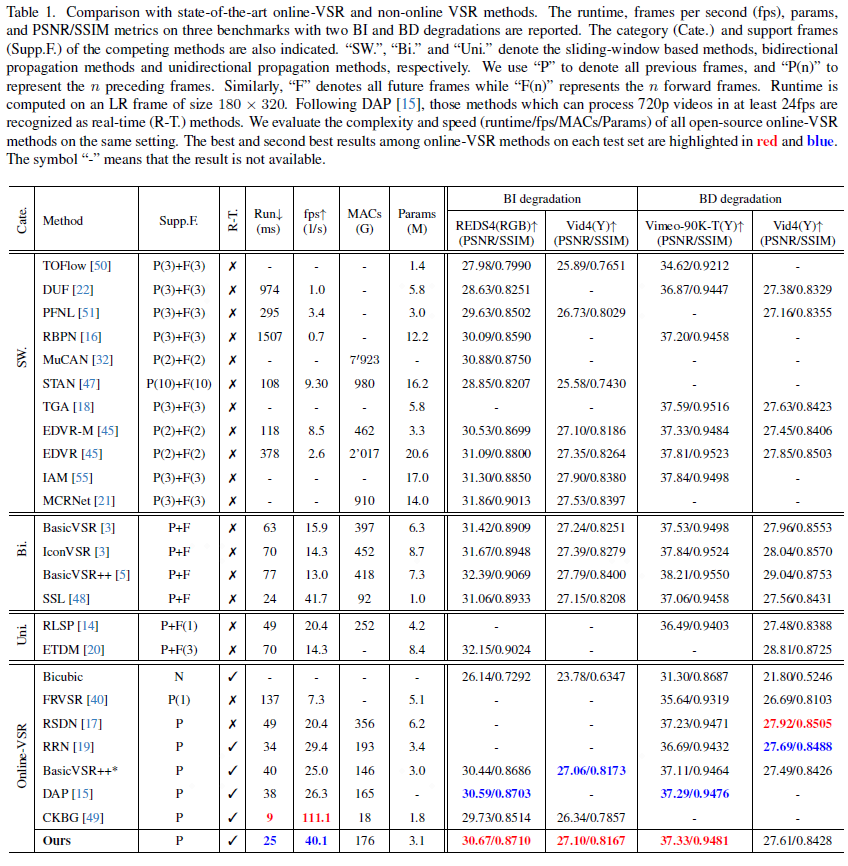 Table 1. Comparison with state-of-the-art online-VSR and non-online VSR methods. The runtime, frames per second (fps), params,
and PSNR/SSIM metrics on three benchmarks with two BI and BD degradations are reported. The category (Cate.) and support frames
(Supp.F.) of the competing methods are also indicated. “SW.”, “Bi.” and “Uni.” denote the sliding-window based methods, bidirectional
propagation methods and unidirectional propagation methods, respectively. We use “P” to denote all previous frames, and “P(n)” to
represent the n preceding frames. Similarly, “F” denotes all future frames while “F(n)” represents the n forward frames. Runtime is
computed on an LR frame of size 180 × 320. Following DAP [15], those methods which can process 720p videos in at least 24fps are
recognized as real-time (R-T.) methods. We evaluate the complexity and speed (runtime/fps/MACs/Params) of all open-source online-VSR
methods on the same setting. The best and second best results among online-VSR methods on each test set are highlighted in red and blue.
The symbol “-” means that the result is not available.
Cate. Method Supp.F. R-T. Run↓ (ms) fps↑ (1/s) MACs (G) Params (M) BI degradation BD degradation
REDS4(RGB)↑ (PSNR/SSIM) Vid4(Y)↑ (PSNR/SSIM) Vimeo-90K-T(Y)↑ (PSNR/SSIM) Vid4(Y)↑ (PSNR/SSIM)
SW.
TOFlow [50] P(3)+F(3) ✗ - - - 1.4 27.98/0.7990 25.89/0.7651 34.62/0.9212 -
DUF [22] P(3)+F(3) ✗ 974 1.0 - 5.8 28.63/0.8251 - 36.87/0.9447 27.38/0.8329
PFNL [51] P(3)+F(3) ✗ 295 3.4 - 3.0 29.63/0.8502 26.73/0.8029 - 27.16/0.8355
RBPN [16] P(3)+F(3) ✗ 1507 0.7 - 12.2 30.09/0.8590 - 37.20/0.9458 -
MuCAN [32] P(2)+F(2) ✗ - - 7'923 30.88/0.8750 - - -
STAN [47] P(10)+F(10) ✗ 108 9.30 980 16.2 28.85/0.8207 25.58/0.7430 - -
TGA [18] P(3)+F(3) ✗ - - - 5.8 - - 37.59/0.9516 27.63/0.8423
EDVR-M [45] P(2)+F(2) ✗ 118 8.5 462 3.3 30.53/0.8699 27.10/0.8186 37.33/0.9484 27.45/0.8406
EDVR [45] P(2)+F(2) ✗ 378 2.6 2'017 20.6 31.09/0.8800 27.35/0.8264 37.81/0.9523 27.85/0.8503
IAM [55] P(3)+F(3) ✗ - - - 17.0 31.30/0.8850 27.90/0.8380 37.84/0.9498 -
MCRNet [21] P(3)+F(3) ✗ - - 910 14.0 31.86/0.9013 27.53/0.8397 - -
Bi.
BasicVSR [3] P+F ✗ 63 15.9 397 6.3 31.42/0.8909 27.24/0.8251 37.53/0.9498 27.96/0.8553
IconVSR [3] P+F ✗ 70 14.3 452 8.7 31.67/0.8948 27.39/0.8279 37.84/0.9524 28.04/0.8570
BasicVSR++ [5] P+F ✗ 77 13.0 418 7.3 32.39/0.9069 27.79/0.8400 38.21/0.9550 29.04/0.8753
SSL [48] P+F ✗ 24 41.7 92 1.0 31.06/0.8933 27.15/0.8208 37.06/0.9458 27.56/0.8431
Uni.
RLSP [14] P+F(1) ✗ 49 20.4 252 4.2 - - 36.49/0.9403 27.48/0.8388
ETDM [20] P+F(3) ✗ 70 14.3 - 8.4 32.15/0.9024 - - 28.81/0.8725
Online-VSR
Bicubic N ✓ - - - - 26.14/0.7292 23.78/0.6347 31.30/0.8687 21.80/0.5246
FRVSR [40] P(1) ✗ 137 7.3 - 5.1 - - 35.64/0.9319 26.69/0.8103
RSDN [17] P ✗ 49 20.4 356 6.2 - - 37.23/0.9471 27.92/0.8505
RRN [19] P ✓ 34 29.4 193 3.4 - - 36.69/0.9432 27.69/0.8488
BasicVSR++* P ✓ 40 25.0 146 3.0 30.44/0.8686 27.06/0.8173 37.11/0.9464 27.49/0.8426
DAP [15] P ✓ 38 26.3 165 - 30.59/0.8703 - 37.29/0.9476 -
CKBG [49] P ✓ 9 111.1 18 1.8 29.73/0.8514 26.34/0.7857 - -
Ours P ✓ 25 40.1 176 3.1 30.67/0.8710 27.10/0.8167 37.33/0.9481 27.61/0.8428